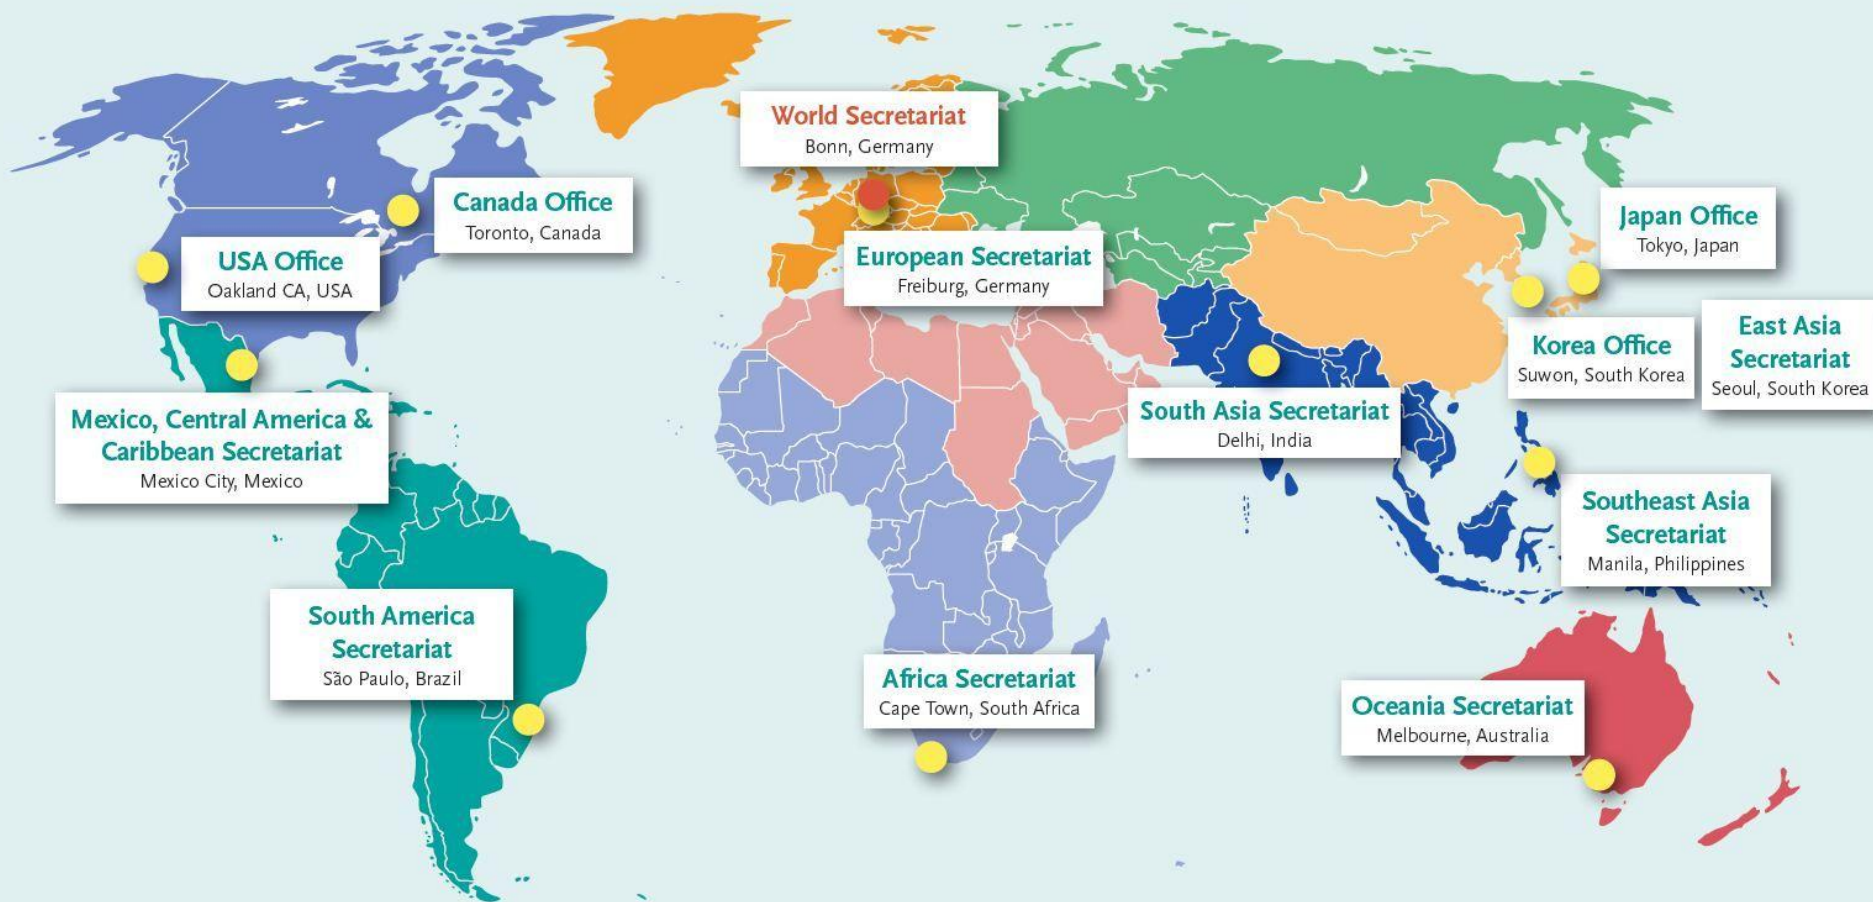 World Secretariat
Bonn, Germany
Canada Office
Toronto, Canada
Japan Office
Tokyo, Japan
USA Office
Oakland CA, USA
European Secretariat
Freiburg, Germany
Korea Office
Suwon, South Korea
East Asia
Secretariat
Seoul, South Korea
Mexico, Central America &
Caribbean Secretariat
Mexico City, Mexico
South Asia Secretariat
Delhi, India
Southeast Asia
Secretariat
Manila, Philippines
South America
Secretariat
São Paulo, Brazil
Africa Secretariat
Cape Town, South Africa
Oceania Secretariat
Melbourne, Australia